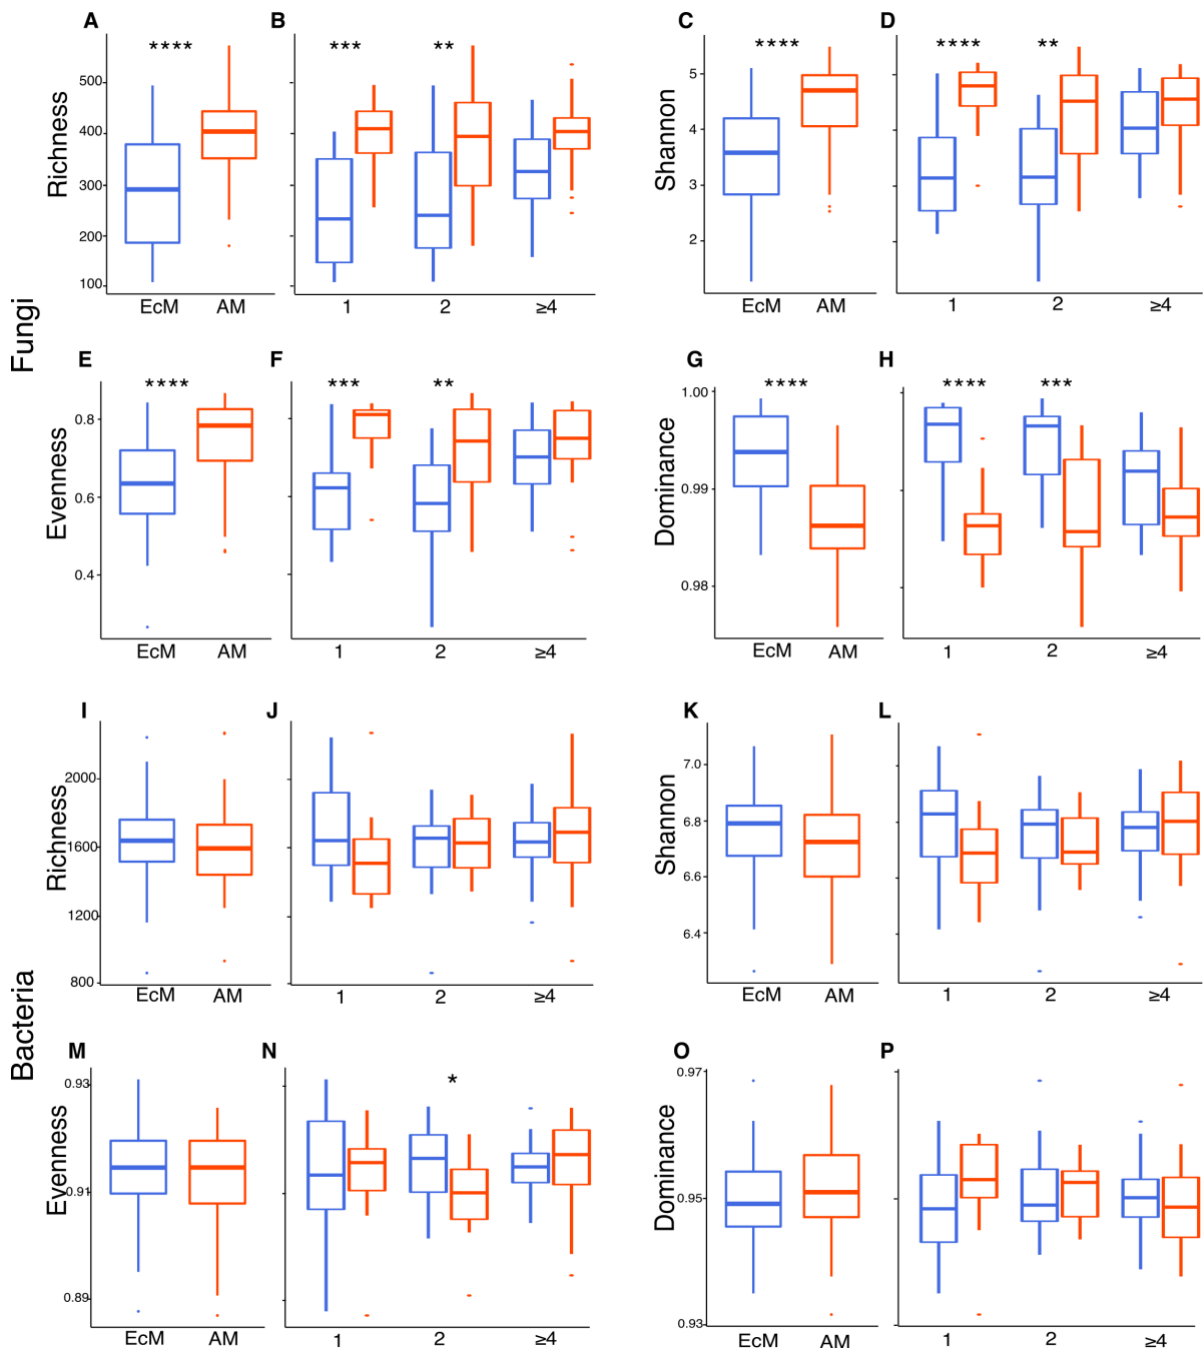 A
B
C
D
****
***
**
****
****
**
Richness
500
400
300
200
100
EcM
AM
1
2
≥4
Shannon
5
4
3
2
EcM
AM
1
2
≥4
Fungi
E
F
G
H
****
***
**
****
****
***
Evenness
0.8
0.6
0.4
EcM
AM
1
2
≥4
Dominance
1.00
0.99
0.98
EcM
AM
1
2
≥4
I
J
K
L
Richness
2000
1600
1200
800
EcM
AM
1
2
≥4
Shannon
7.0
6.8
6.6
6.4
EcM
AM
1
2
≥4
Bacteria
M
N
O
P
*
Evenness
0.93
0.91
0.89
EcM
AM
1
2
≥4
Dominance
0.97
0.95
0.93
EcM
AM
1
2
≥4